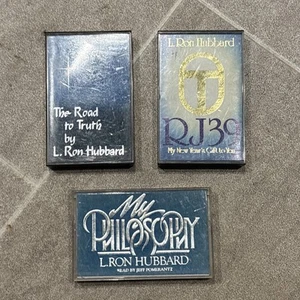 The Road
to Truth
by
L. Ron Hubbard
L. Ron Hubbard
RJ39
My New Year's Gift to You
My
PHILOSOPHY
L. RON HUBBARD
READ BY JEFF POMERANTZ